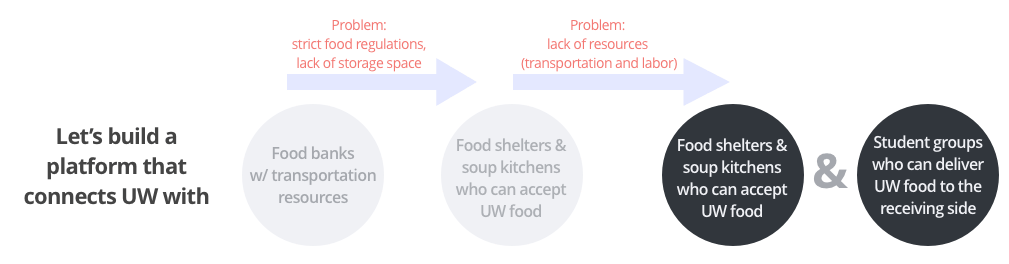 Problem:
strict food regulations,
lack of storage space
Problem:
lack of resources
(transportation and labor)
Let’s build a
platform that
connects UW with
Food banks
w/ transportation
resources
Food shelters &
soup kitchens
who can accept
UW food
Food shelters &
soup kitchens
who can accept
UW food
&
Student groups
who can deliver
UW food to the
receiving side